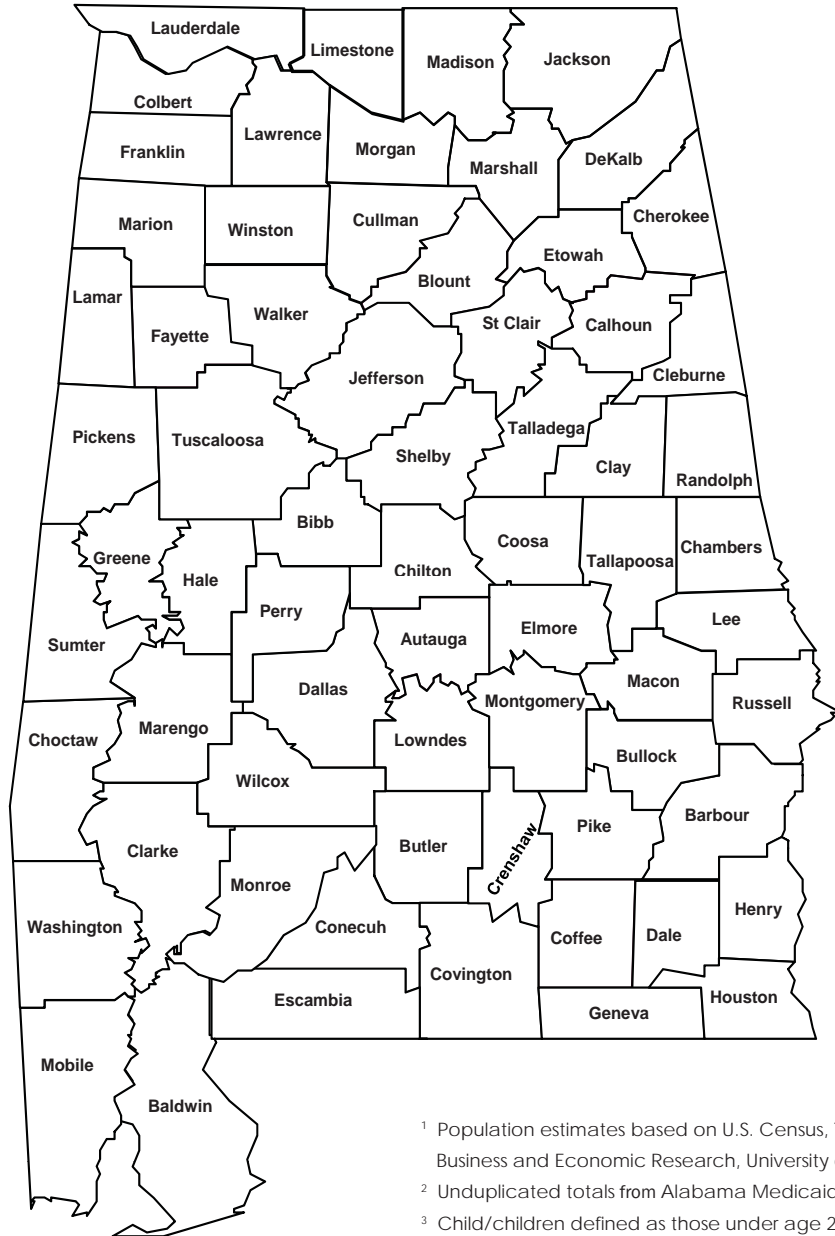 Lauderdale
Limestone
Madison
Jackson
Colbert
Lawrence
Morgan
Franklin
Marshall
DeKalb
Cherokee
Marion
Winston
Cullman
Etowah
Blount
Lamar
Walker
St Clair
Calhoun
Fayette
Jefferson
Cleburne
Pickens
Tuscaloosa
Talladega
Shelby
Clay
Randolph
Bibb
Greene
Hale
Coosa
Chambers
Tallapoosa
Chilton
Perry
Autauga
Elmore
Lee
Sumter
Dallas
Macon
Montgomery
Russell
Choctaw
Marengo
Lowndes
Bullock
Wilcox
Pike
Barbour
Clarke
Butler
Crenshaw
Monroe
Henry
Washington
Conecuh
Coffee
Dale
Covington
Escambia
Houston
Geneva
Mobile
Baldwin
¹ Population estimates based on U.S. Census,
Business and Economic Research, University
² Unduplicated totals from Alabama Medicaid
³ Child/children defined as those under age 2